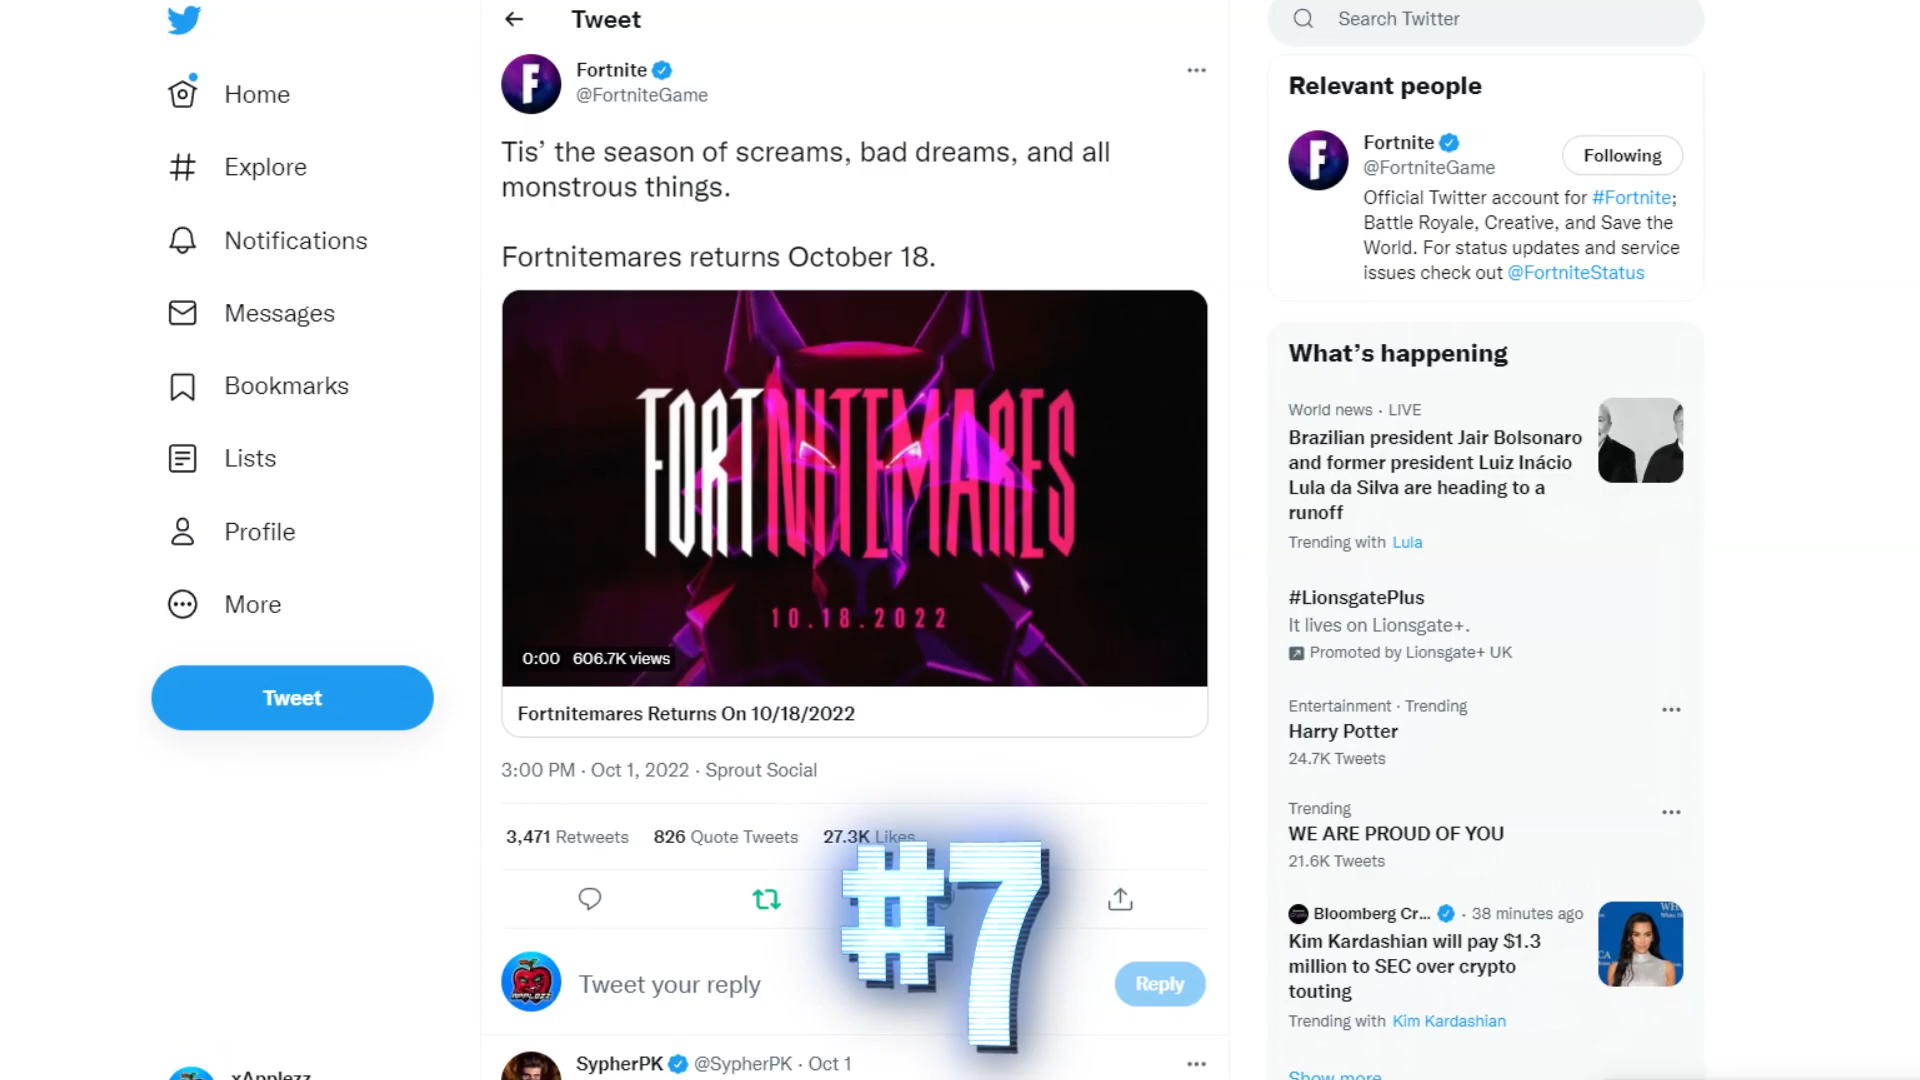 Home
Explore
Notifications
Messages
Bookmarks
Lists
Profile
More
Tweet
xApplezz
Tweet
Fortnite
@FortniteGame
Tis’ the season of screams, bad dreams, and all
monstrous things.
Fortnitemares returns October 18.
FORTNITEMARES
10.18.2022
0:00 606.7K views
Fortnitemares Returns On 10/18/2022
3:00 PM · Oct 1, 2022 · Sprout Social
3,471 Retweets 826 Quote Tweets 27.3K Likes
#7
APPLEZZ
Tweet your reply
Reply
SypherPK @SypherPK · Oct 1
Search Twitter
Relevant people
Fortnite
@FortniteGame
Following
Official Twitter account for #Fortnite;
Battle Royale, Creative, and Save the
World. For status updates and service
issues check out @FortniteStatus
What’s happening
World news · LIVE
Brazilian president Jair Bolsonaro
and former president Luiz Inácio
Lula da Silva are heading to a
runoff
Trending with Lula
#LionsgatePlus
It lives on Lionsgate+.
Promoted by Lionsgate+ UK
Entertainment · Trending
Harry Potter
24.7K Tweets
Trending
WE ARE PROUD OF YOU
21.6K Tweets
Bloomberg Cr... · 38 minutes ago
Kim Kardashian will pay $1.3
million to SEC over crypto
touting
Trending with Kim Kardashian
Show more